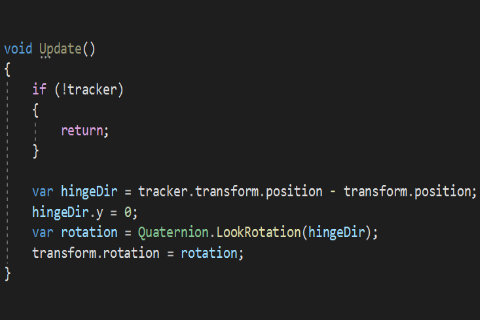 void Update()
{
if (!tracker)
{
return;
}
var hingeDir = tracker.transform.position - transform.position;
hingeDir.y = 0;
var rotation = Quaternion.LookRotation(hingeDir);
transform.rotation = rotation;
}